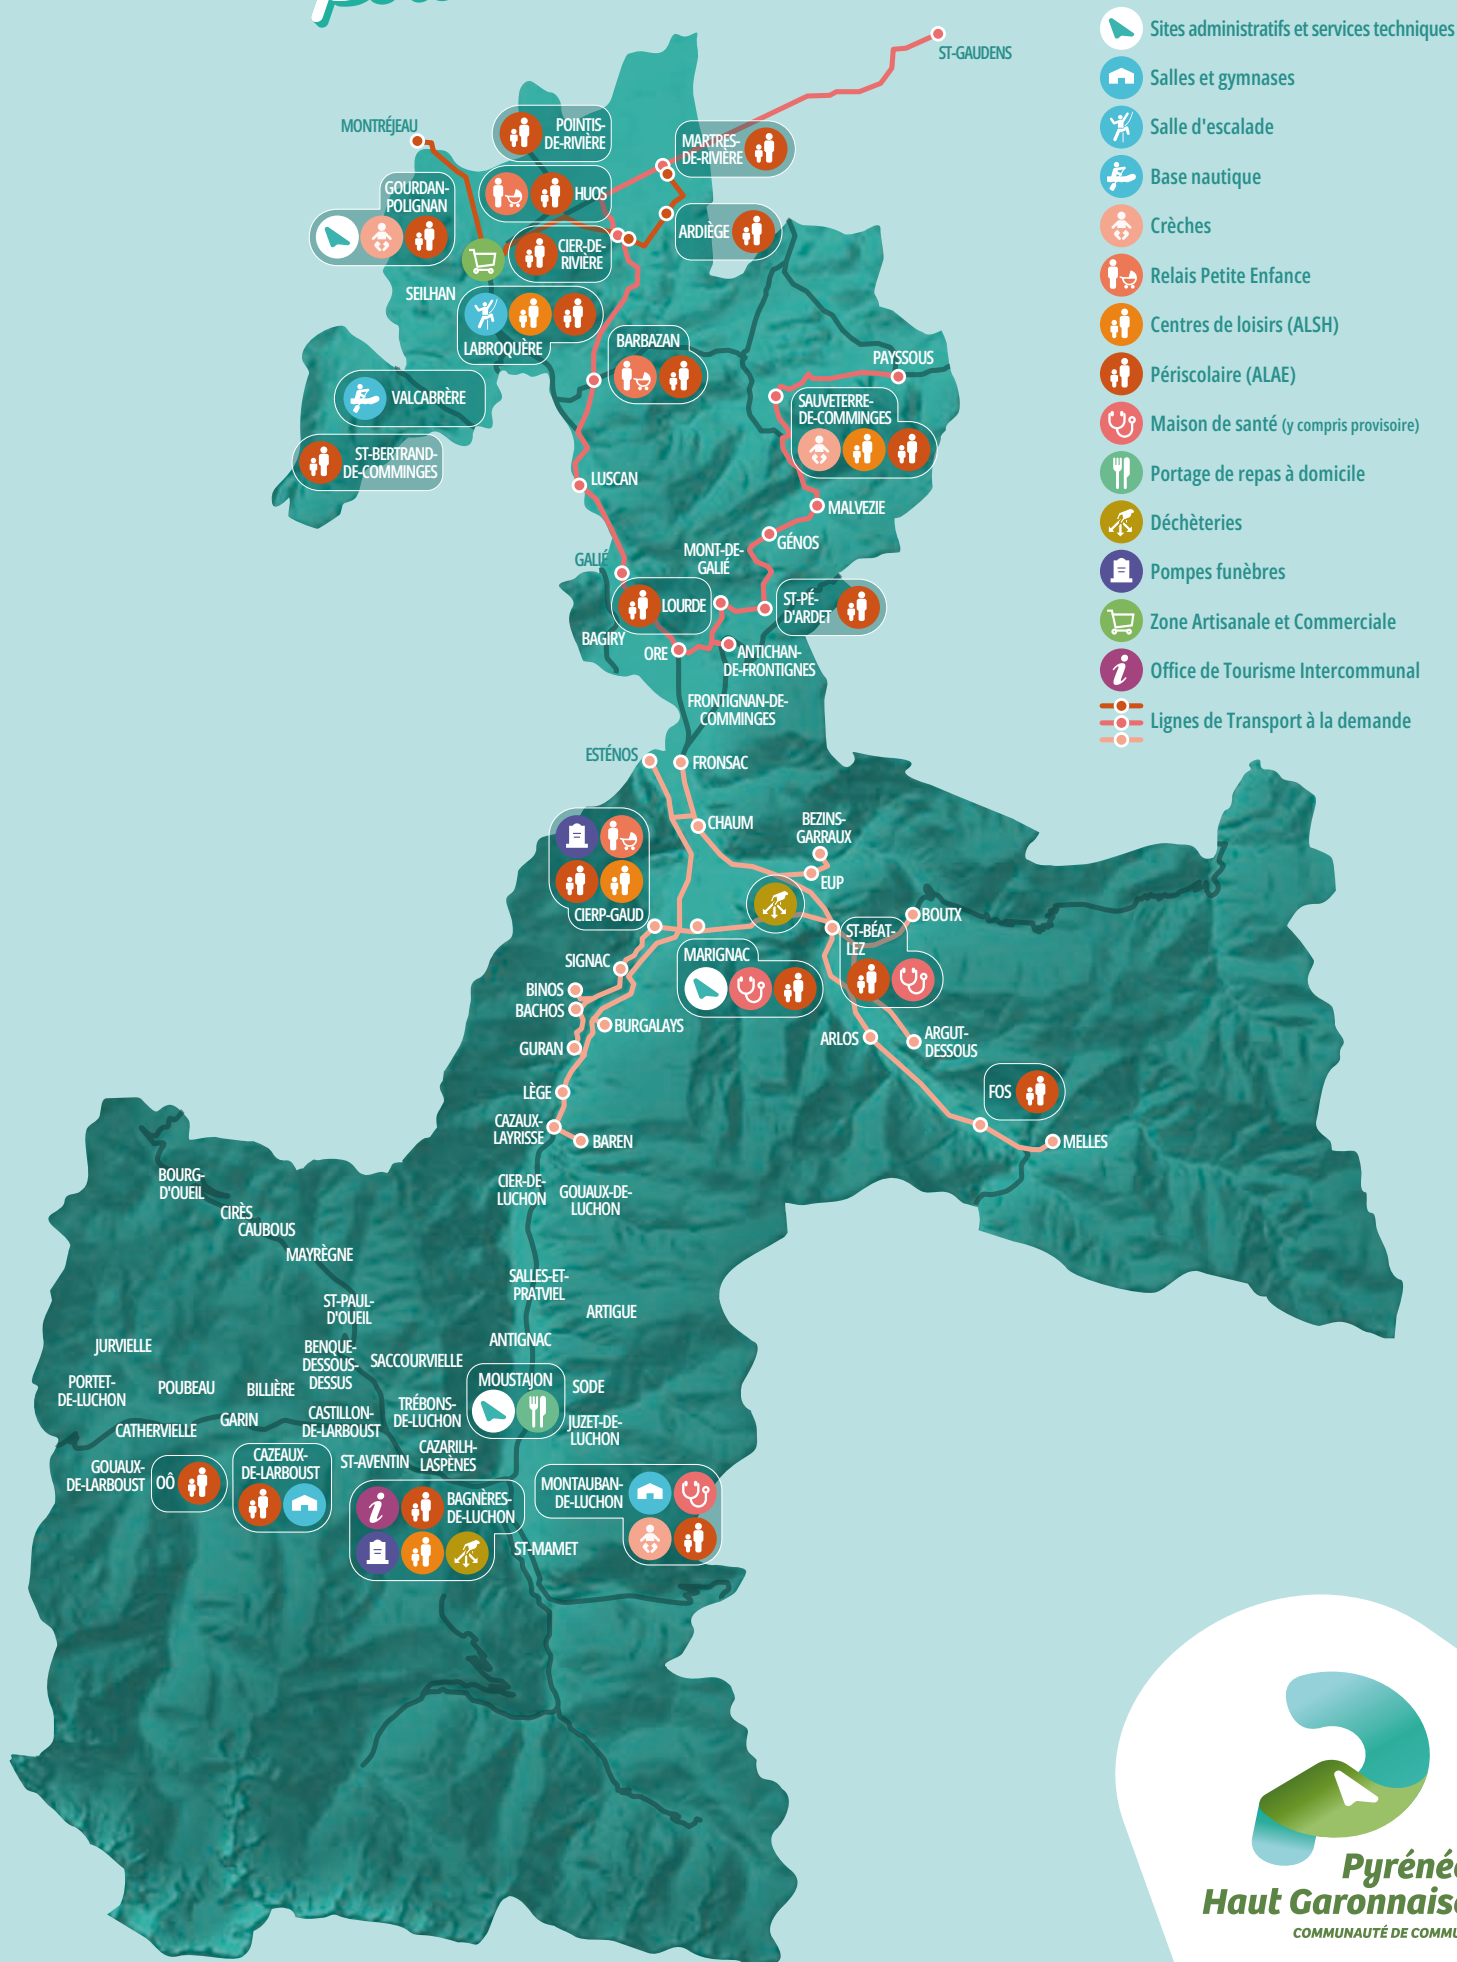 Sites administratifs et services techniques
Salles et gymnases
Salle d'escalade
Base nautique
Crèches
Relais Petite Enfance
Centres de loisirs (ALSH)
Périscolaire (ALAE)
Maison de santé (y compris provisoire)
Portage de repas à domicile
Déchèteries
Pompes funèbres
Zone Artisanale et Commerciale
Office de Tourisme Intercommunal
Lignes de Transport à la demande
ST-GAUDENS
MONTRÉJEAU
POINTIS-
DE-RIVIÈRE
MARTRES-
DE-RIVIÈRE
GOURDAN-
POLIGNAN
HUOS
ARDIÈGE
CIER-DE-
RIVIÈRE
SEILHAN
LABROQUÈRE
BARBAZAN
PAYSSOUS
VALCABRÈRE
SAUVETERRE-
DE-COMMINGES
ST-BERTRAND-
DE-COMMINGES
LUSCAN
MALVEZIE
GÉNOS
MONT-DE-
GALIÉ
GALIÉ
LOURDE
ST-PÉ-
D'ARDET
BAGIRY
ORE
ANTICHAN-
DE-FRONTIGNES
FRONTIGNAN-DE-
COMMINGES
ESTÉNOS
FRONSAC
CHAUM
BEZINS-
GARRAUX
EUP
CIERP-GAUD
BOUTX
ST-BÉAT-
LEZ
MARIGNAC
SIGNAC
BINOS
BACHOS
BURGALAYS
GURAN
ARLOS
ARGUT-
DESSOUS
FOS
LÈGE
CAZAUX-
LAYRISSE
BAREN
MELLES
CIER-DE-
LUCHON
GOUAUX-DE-
LUCHON
BOURG-
D'OUEIL
CIRÈS
CAUBOUS
MAYRÈGNE
SALLES-ET-
PRATVIEL
ARTIGUE
ST-PAUL-
D'OUEIL
ANTIGNAC
JURVIELLE
BENQUE-
DESSOUS-
DESSUS
SACCOURVIELLE
PORTET-
DE-LUCHON
POUBEAU
BILLIÈRE
MOUSTAJON
SODE
TRÉBONS-
DE-LUCHON
CASTILLON-
DE-LARBOUST
GARIN
CATHERVIELLE
JUZET-DE-
LUCHON
CAZARILH-
LASPÈNES
ST-AVENTIN
GOUAUX-
DE-LARBOUST
OÔ
CAZEAUX-
DE-LARBOUST
BAGNÈRES-
DE-LUCHON
MONTAUBAN-
DE-LUCHON
ST-MAMET
Haut Garonnais
COMMUNAUTÉ DE